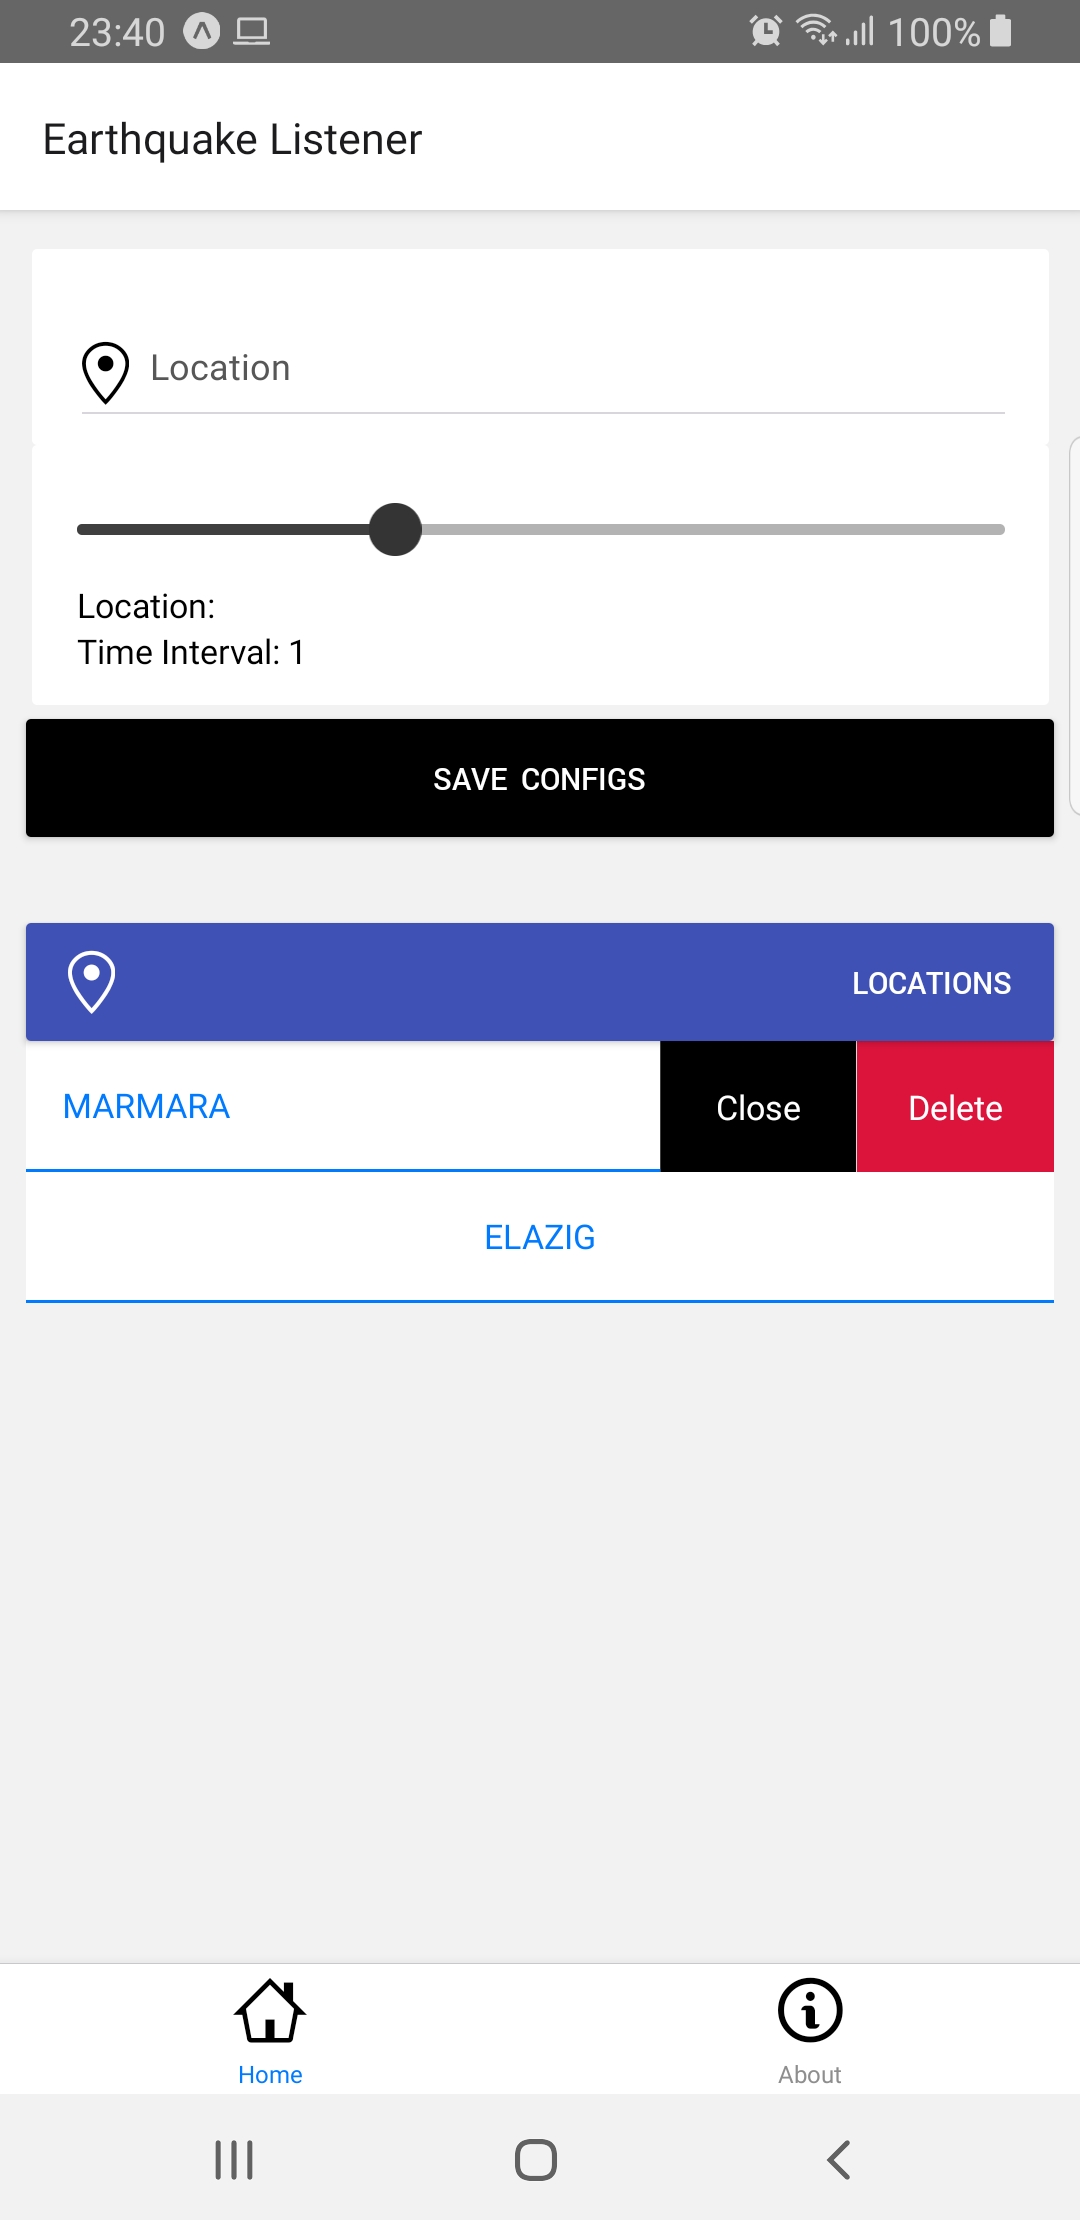 23:40 100%
Earthquake Listener
Location
Location:
Time Interval: 1
SAVE CONFIGS
LOCATIONS
MARMARA Close Delete
ELAZIG
Home About